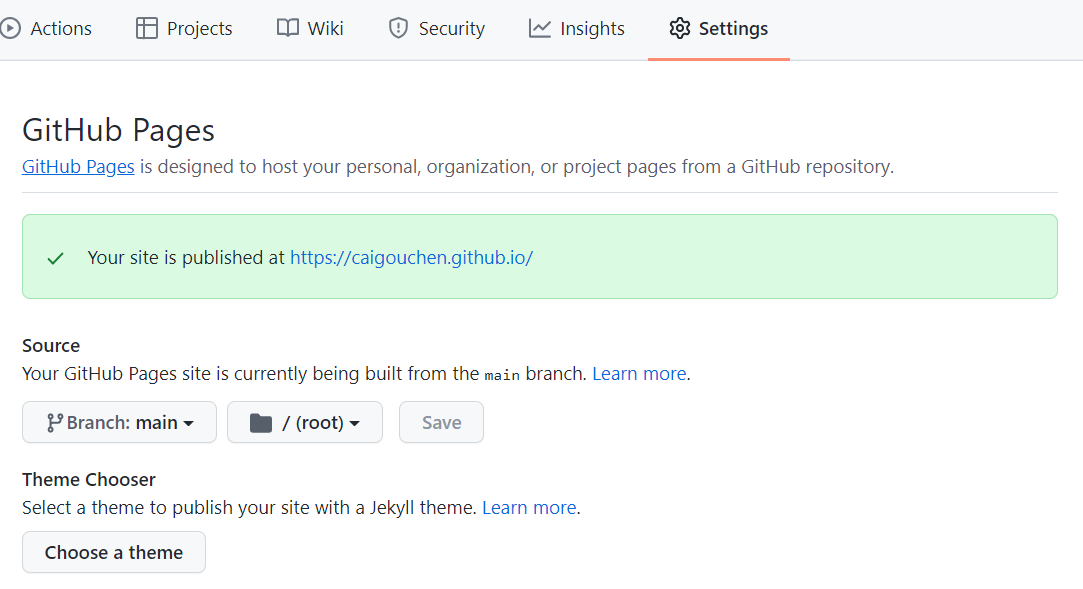 Actions Projects Wiki Security Insights Settings
GitHub Pages
GitHub Pages is designed to host your personal, organization, or project pages from a GitHub repository.
Your site is published at https://caigouchen.github.io/
Source
Your GitHub Pages site is currently being built from the main branch. Learn more.
Branch: main / (root) Save
Theme Chooser
Select a theme to publish your site with a Jekyll theme. Learn more.
Choose a theme